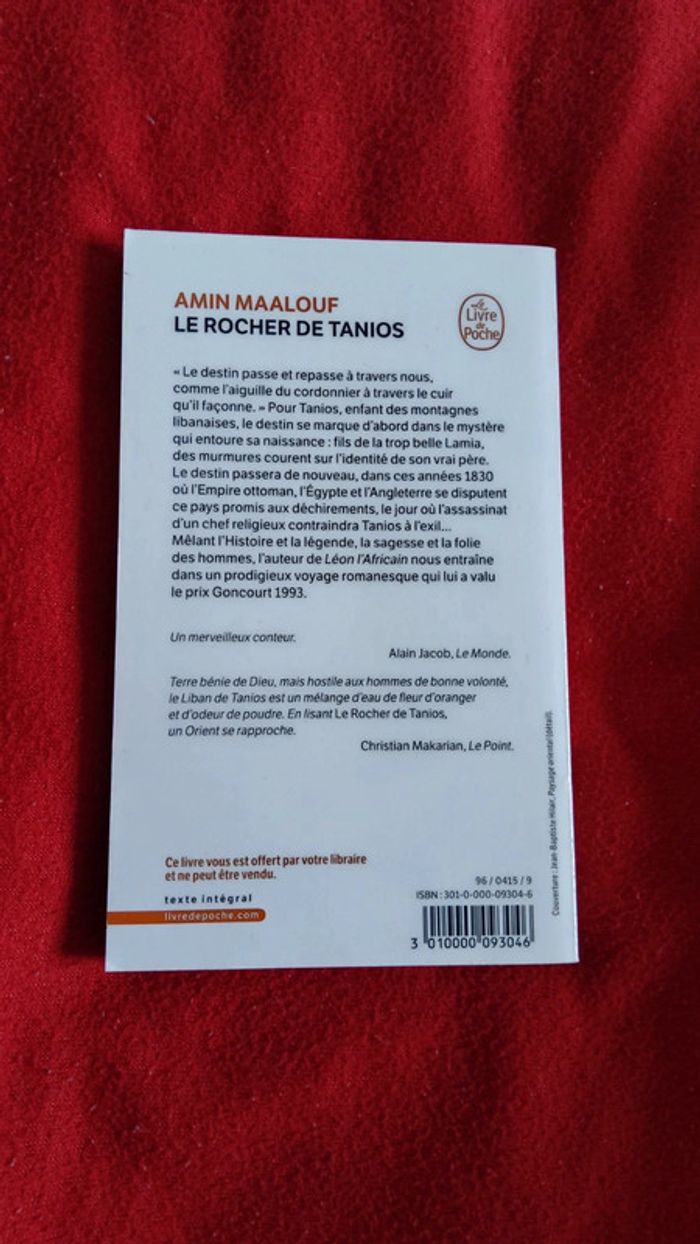 AMIN MAALOUF
LE ROCHER DE TANIOS
Le
Livre
de
Poche
« Le destin passe et repasse à travers nous,
comme l'aiguille du cordonnier à travers le cuir
qu'il façonne. » Pour Tanios, enfant des montagnes
libanaises, le destin se marque d'abord dans le mystère
qui entoure sa naissance : fils de la trop belle Lamia,
des murmures courent sur l'identité de son vrai père.
Le destin passera de nouveau, dans ces années 1830
où l'Empire ottoman, l'Égypte et l'Angleterre se disputent
ce pays promis aux déchirements, le jour où l'assassinat
d'un chef religieux contraindra Tanios à l'exil...
Mêlant l'Histoire et la légende, la sagesse et la folie
des hommes, l'auteur de Léon l'Africain nous entraîne
dans un prodigieux voyage romanesque qui lui a valu
le prix Goncourt 1993.
Un merveilleux conteur.
Alain Jacob, Le Monde.
Terre bénie de Dieu, mais hostile aux hommes de bonne volonté,
le Liban de Tanios est un mélange d'eau de fleur d'oranger
et d'odeur de poudre. En lisant Le Rocher de Tanios,
un Orient se rapproche.
Christian Makarian, Le Point.
Ce livre vous est offert par votre libraire
et ne peut être vendu.
texte intégral
livredepoche.com
96 / 0415 / 9
ISBN : 301-0-000-09304-6
3 010000 093046
Couverture : Jean-Baptiste Hilair, Paysage oriental (détail).